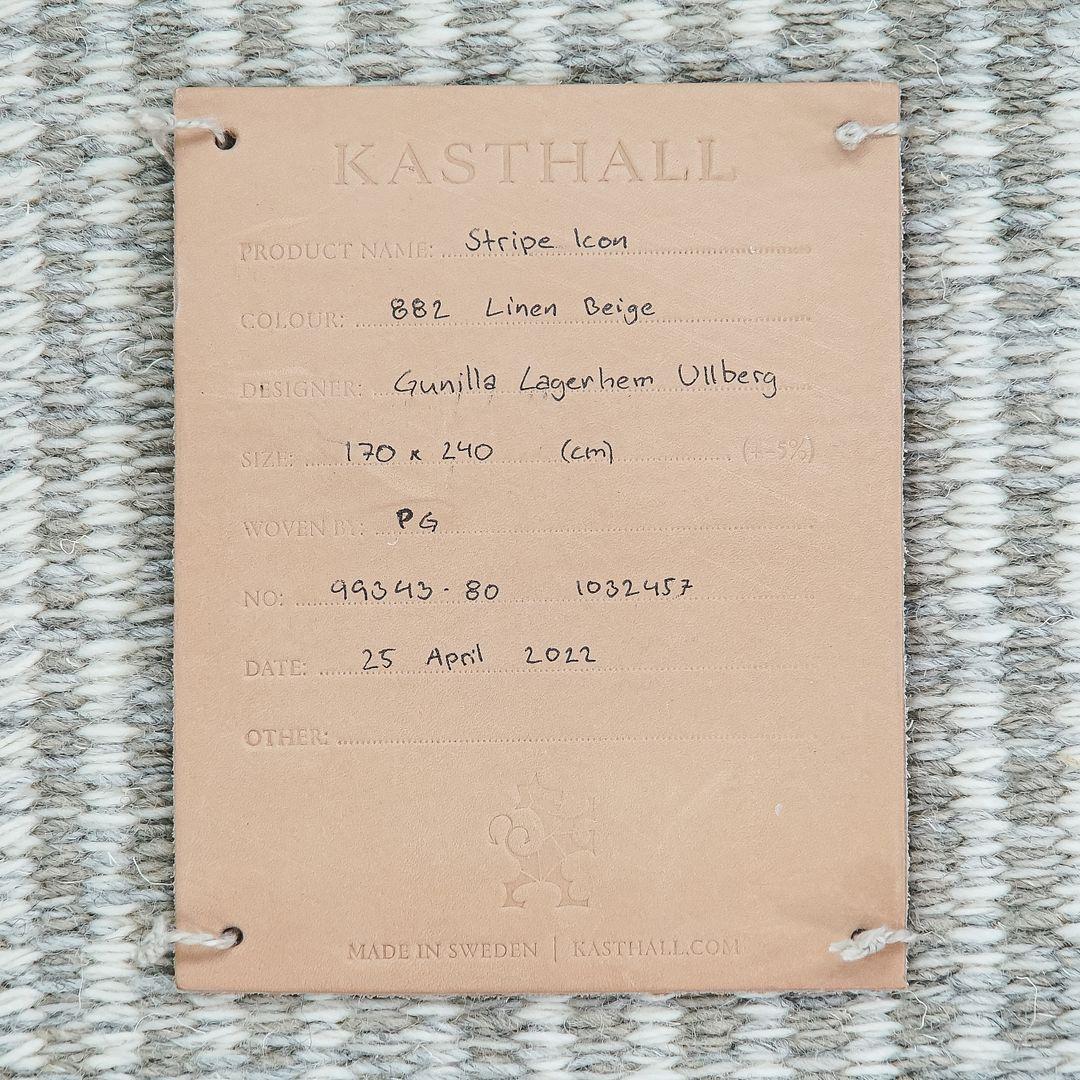 KASTHALL
PRODUCT NAME: Stripe Icon
COLOUR: 882 Linen Beige
DESIGNER: Gunilla Lagerhem Ullberg
SIZE: 170 x 240 (cm) (+-5%)
WOVEN BY: PG
NO: 99343-80 1032457
DATE: 25 April 2022
OTHER:
MADE IN SWEDEN | KASTHALL.COM